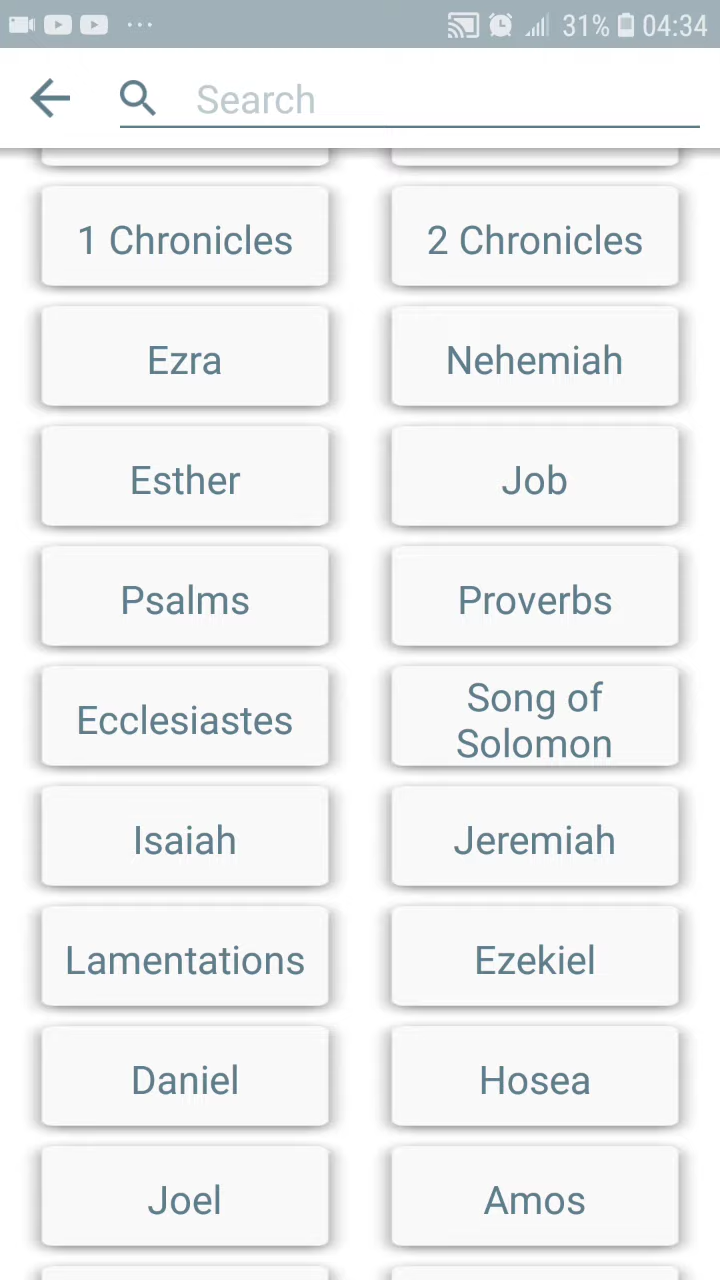 31% 04:34
Search
1 Chronicles 2 Chronicles
Ezra Nehemiah
Esther Job
Psalms Proverbs
Ecclesiastes Song of
Solomon
Isaiah Jeremiah
Lamentations Ezekiel
Daniel Hosea
Joel Amos